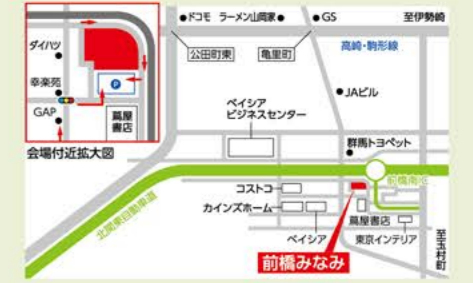 ドコモ ラーメン山岡家
GS
至伊勢崎
ダイハツ
公田町東
亀里町
高崎・駒形線
P
幸楽苑
JAビル
GAP
蔦屋
書店
ベイシア
ビジネスセンター
会場付近拡大図
群馬トヨペット
前橋南IC
コストコ
北関東自動車道
カインズホーム
蔦屋書店
ベイシア
東京インテリア
至玉村町
前橋みなみ